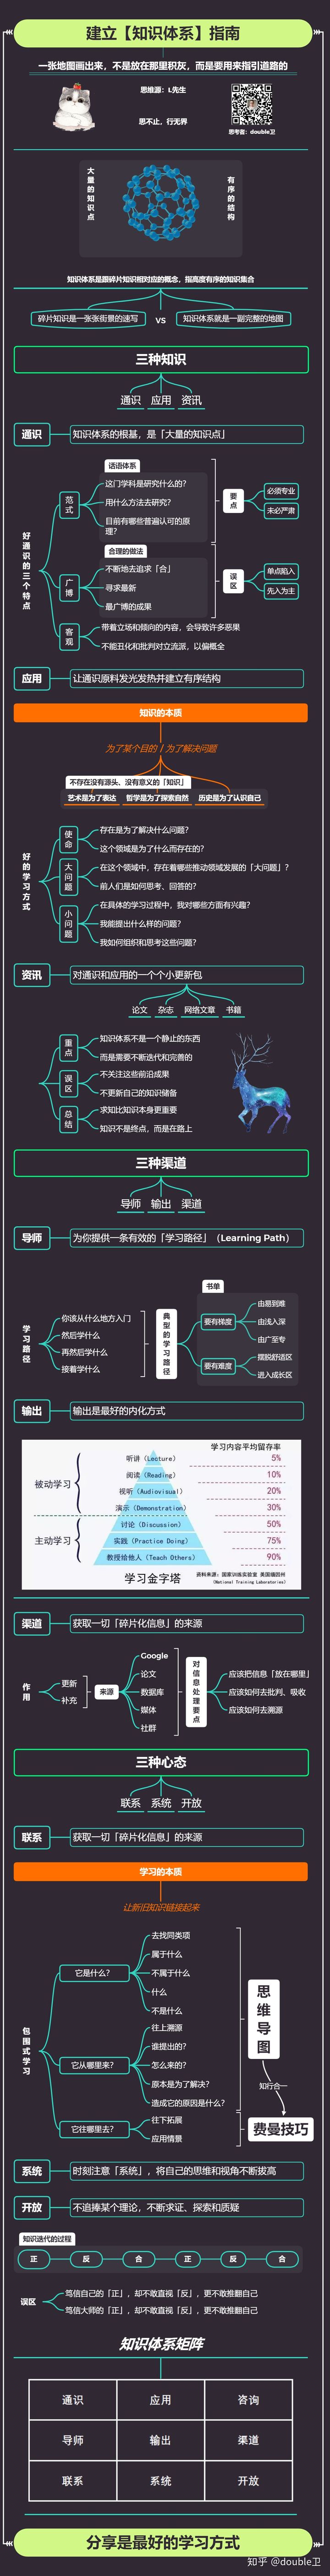 建立【知识体系】指南
一张地图画出来，不是放在那里积灰，而是要用来指引道路的
思维源：L先生
思不止，行无界
思考者：double卫
大量的知识点
有序的结构
知识体系是跟碎片知识相对应的概念，指高度有序的知识集合
碎片知识是一张张街景的速写
VS
知识体系就是一副完整的地图
三种知识
通识 应用 资讯
通识
知识体系的根基，是「大量的知识点」
好通识的三个特点
范式
话语体系
这门学科是研究什么的？
用什么方法去研究？
目前有哪些普遍认可的原
理？
广博
合理的做法
不断地去追求「合」
寻求最新
最广博的成果
客观
带着立场和倾向的内容，会导致许多恶果
不能丑化和批判对立流派，以偏概全
要点
必须专业
未必严肃
误区
单点陷入
先入为主
应用
让通识原料发光发热并建立有序结构
知识的本质
为了某个目的 / 为了解决问题
不存在没有源头、没有意义的「知识」
艺术是为了表达 哲学是为了探索自然 历史是为了认识自己
好的学习方式
使命
存在是为了解决什么问题？
这个领域是为了什么而存在的？
大问题
在这个领域中，存在着哪些推动领域发展的「大问题」？
前人们是如何思考、回答的？
小问题
在具体的学习过程中，我对哪些方面有兴趣？
我能提出什么样的问题？
我如何组织和思考这些问题？
资讯
对通识和应用的一个个小更新包
论文 杂志 网络文章 书籍
重点
知识体系不是一个静止的东西
而是需要不断迭代和完善的
误区
不关注这些前沿成果
不更新自己的知识储备
总结
求知比知识本身更重要
知识不是终点，而是在路上
三种渠道
导师 输出 渠道
导师
为你提供一条有效的「学习路径」（Learning Path）
学习路径
你该从什么地方入门
然后学什么
再然后学什么
接着学什么
典型的学习路径
书单
要有梯度
由易到难
由浅入深
由广至专
要有难度
摆脱舒适区
进入成长区
输出
输出是最好的内化方式
学习内容平均留存率
被动学习
听讲（Lecture） 5%
阅读（Reading） 10%
视听（Audiovisual） 20%
演示（Demonstration） 30%
主动学习
讨论（Discussion） 50%
实践（Practice Doing） 75%
教授给他人（Teach Others） 90%
学习金字塔
资料来源：国家训练实验室 美国缅因州
（National Training Laboratories）
渠道
获取一切「碎片化信息」的来源
作用
更新
补充
来源
Google
论文
数据库
媒体
社群
对信息处理要点
应该把信息「放在哪里」
应该如何去批判、吸收
应该如何去溯源
三种心态
联系 系统 开放
联系
获取一切「碎片化信息」的来源
学习的本质
让新旧知识链接起来
包围式学习
它是什么？
去找同类项
属于什么
不属于什么
什么
不是什么
它从哪里来？
往上溯源
谁提出的？
怎么来的？
原本是为了解决？
造成它的原因是什么？
它往哪里去？
往下拓展
应用情景
思维导图
知行合一
费曼技巧
系统
时刻注意「系统」，将自己的思维和视角不断拔高
开放
不追捧某个理论，不断求证、探索和质疑
知识迭代的过程
正 反 合 正 反 合
误区
笃信自己的「正」，却不敢直视「反」，更不敢推翻自己
笃信大师的「正」，却不敢直视「反」，更不敢推翻自己
知识体系矩阵
通识 应用 咨询
导师 输出 渠道
联系 系统 开放
分享是最好的学习方式
知乎 @double卫